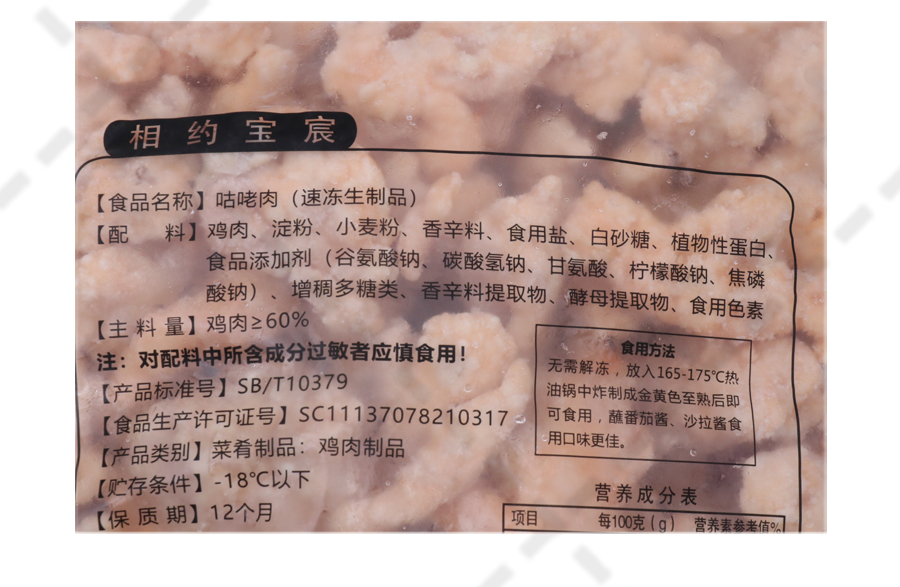 相约宝宸
【食品名称】咕咾肉（速冻生制品）
【配 料】鸡肉、淀粉、小麦粉、香辛料、食用盐、白砂糖、植物性蛋白、
食品添加剂（谷氨酸钠、碳酸氢钠、甘氨酸、柠檬酸钠、焦磷
酸钠）、增稠多糖类、香辛料提取物、酵母提取物、食用色素
【主料量】鸡肉≥60%
注：对配料中所含成分过敏者应慎食用！
【产品标准号】SB/T10379
【食品生产许可证号】SC11137078210317
【产品类别】菜肴制品：鸡肉制品
【贮存条件】-18℃以下
【保质期】12个月
食用方法
无需解冻，放入165-175℃热
油锅中炸制成金黄色至熟后即
可食用，蘸番茄酱、沙拉酱食
用口味更佳。
营养成分表
项目 每100克(g) 营养素参考值%